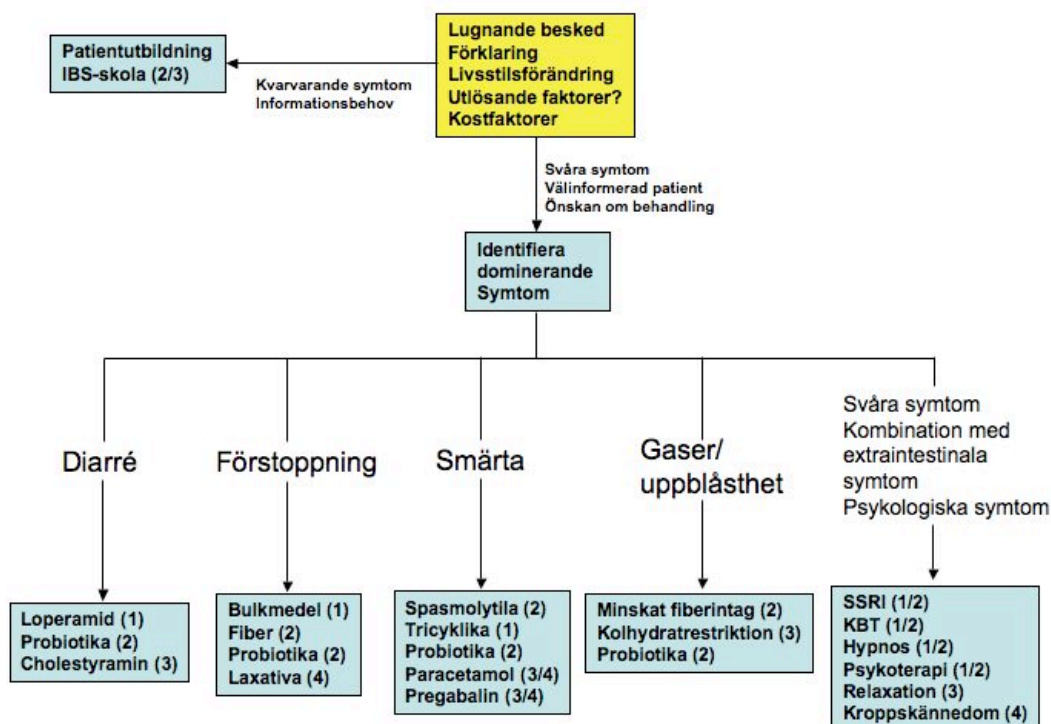 Lugnande besked
Förklaring
Livsstilsförändring
Utlösande faktorer?
Kostfaktorer
Patientutbildning
IBS-skola (2/3)
Kvarvarande symtom
Informationsbehov
Svåra symtom
Välinformerad patient
Önskan om behandling
Identifiera
dominerande
Symtom
Diarré
Loperamid (1)
Probiotika (2)
Cholestyramin (3)
Förstoppning
Bulkmedel (1)
Fiber (2)
Probiotika (2)
Laxativa (4)
Smärta
Spasmolytila (2)
Tricyklika (1)
Probiotika (2)
Paracetamol (3/4)
Pregabalin (3/4)
Gaser/
uppblåsthet
Minskat fiberintag (2)
Kolhydratrestriktion (3)
Probiotika (2)
Svåra symtom
Kombination med
extraintestinala
symtom
Psykologiska symtom
SSRI (1/2)
KBT (1/2)
Hypnos (1/2)
Psykoterapi (1/2)
Relaxation (3)
Kroppskännedom (4)